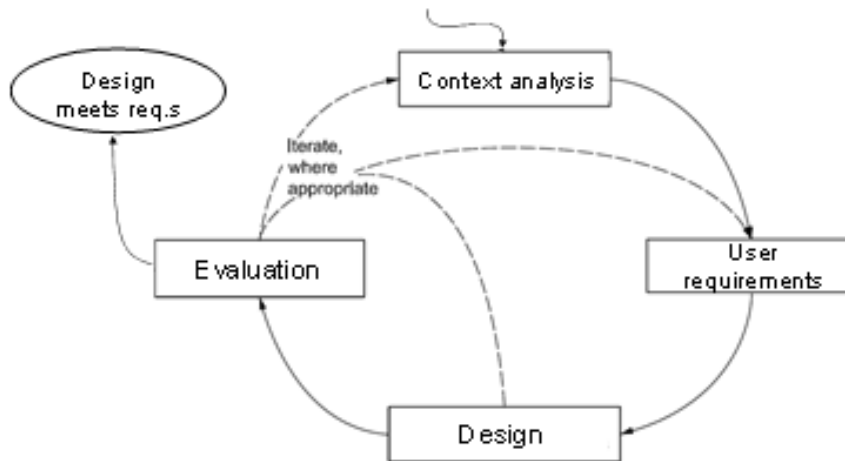 Design
meets req.s
Context analysis
Iterate,
where
appropriate
Evaluation
User
requirements
Design